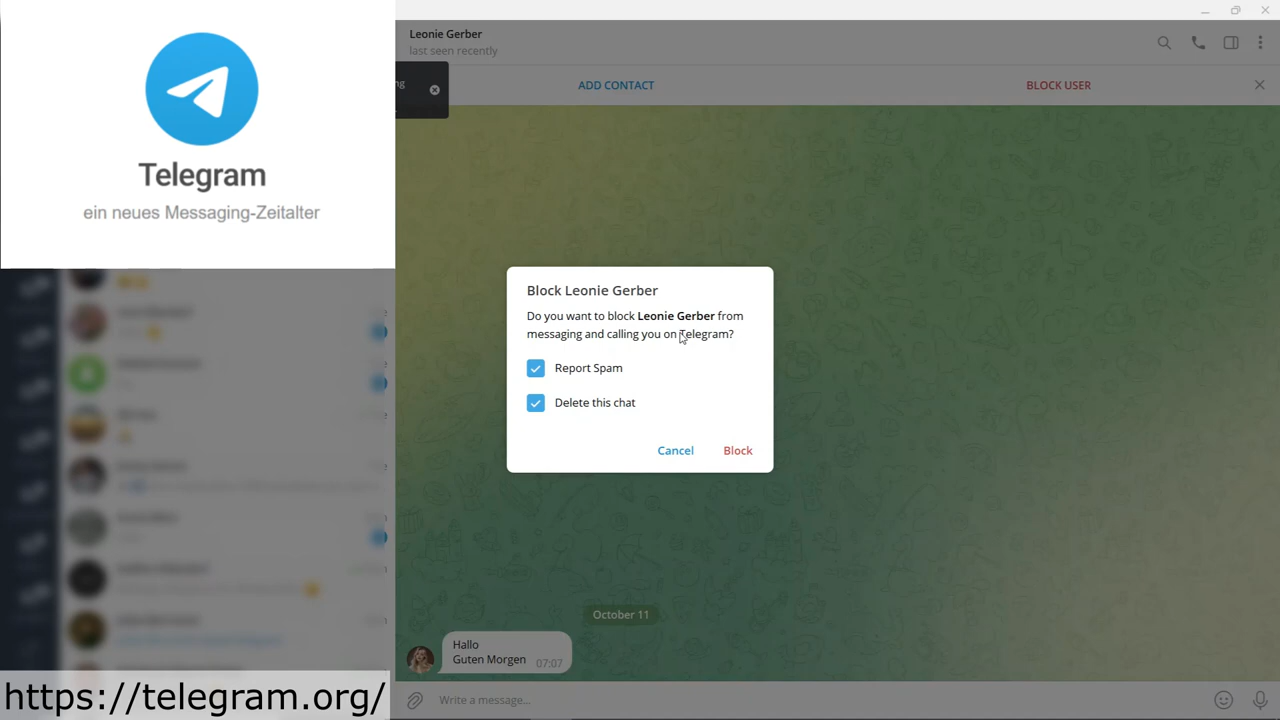 Telegram
ein neues Messaging-Zeitalter
Leonie Gerber
last seen recently
ng
ADD CONTACT
BLOCK USER
Block Leonie Gerber
Do you want to block Leonie Gerber from
messaging and calling you on Telegram?
Report Spam
Delete this chat
Cancel
Block
October 11
Hallo
Guten Morgen 07:07
Write a message...
https://telegram.org/